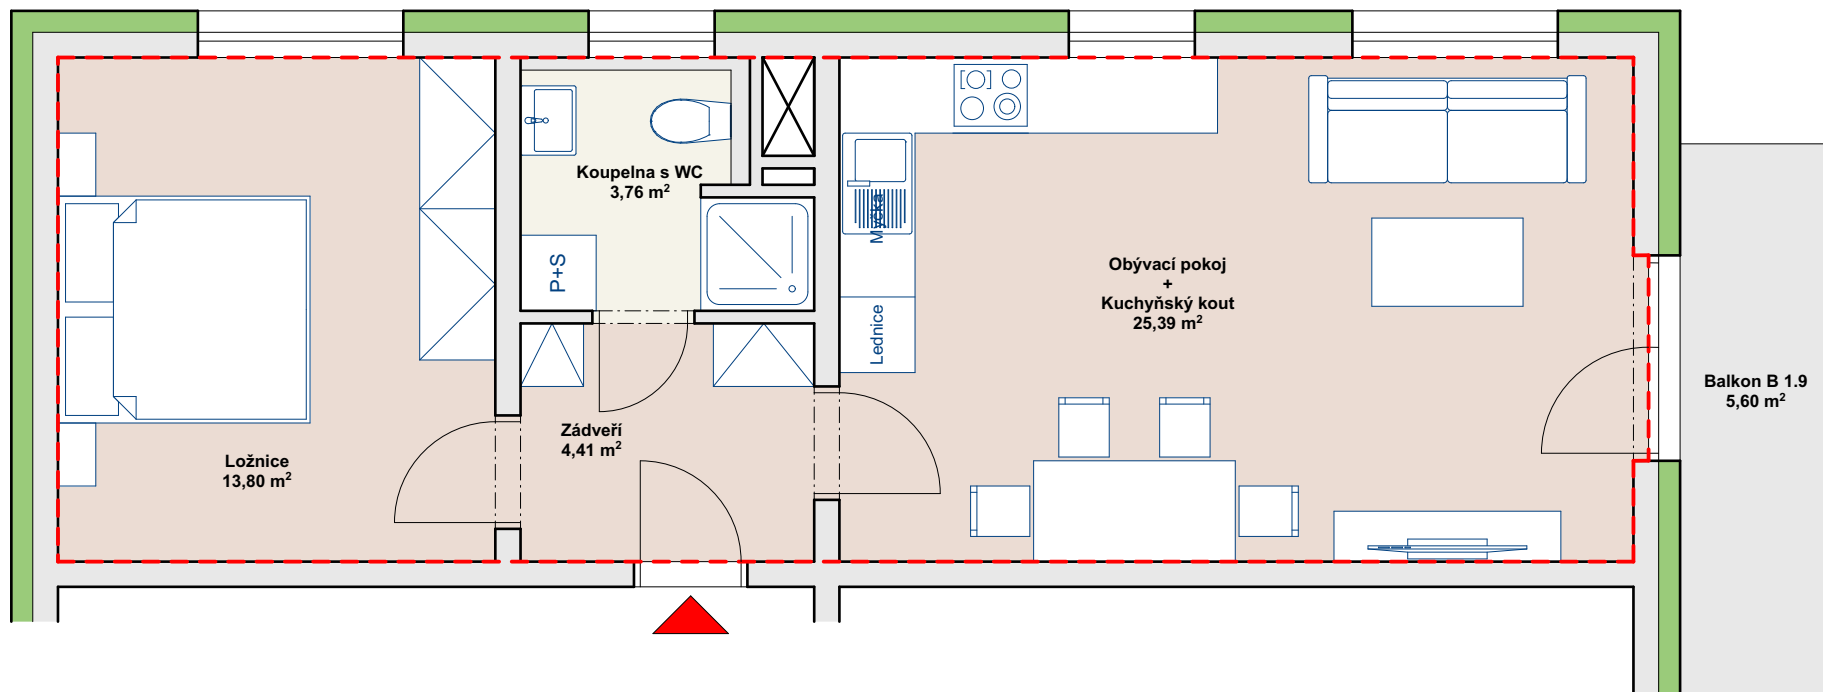 Koupelna s WC
3,76 m²
P+S
Myčka
Lednice
Obývací pokoj
+
Kuchyňský kout
25,39 m²
Balkon B 1.9
5,60 m²
Zádveří
4,41 m²
Ložnice
13,80 m²